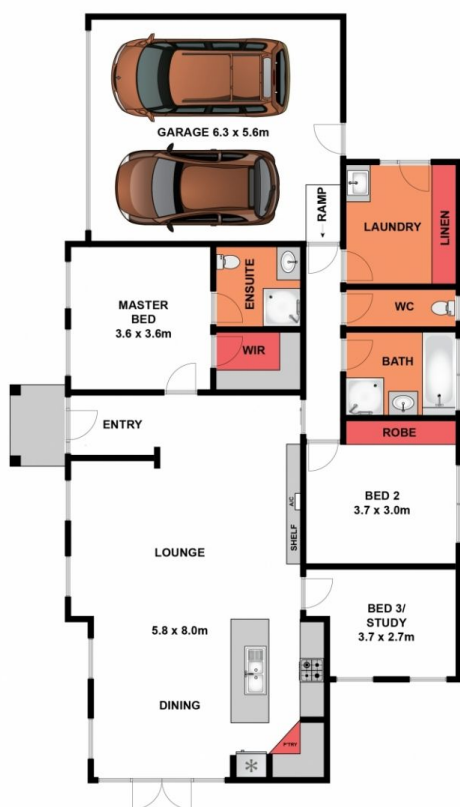 GARAGE 6.3 x 5.6m
RAMP
LAUNDRY
LINEN
MASTER
BED
3.6 x 3.6m
ENSUITE
WC
WIR
BATH
ENTRY
ROBE
BED 2
3.7 x 3.0m
A/C
SHELF
LOUNGE
BED 3/
STUDY
3.7 x 2.7m
5.8 x 8.0m
DINING
P'TRY